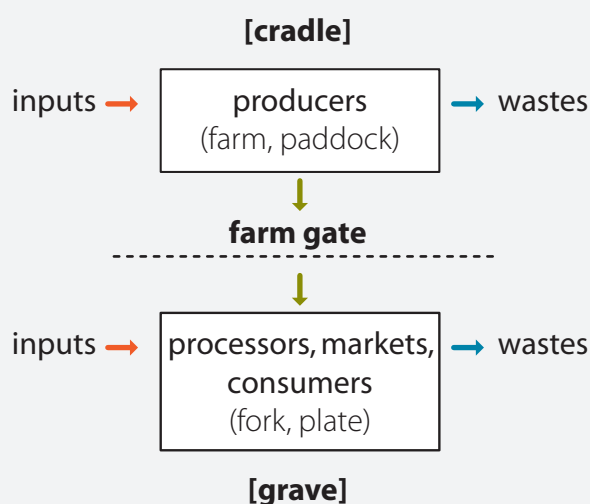 [cradle]
inputs producers wastes
(farm, paddock)
farm gate
inputs processors, markets, wastes
consumers
(fork, plate)
[grave]